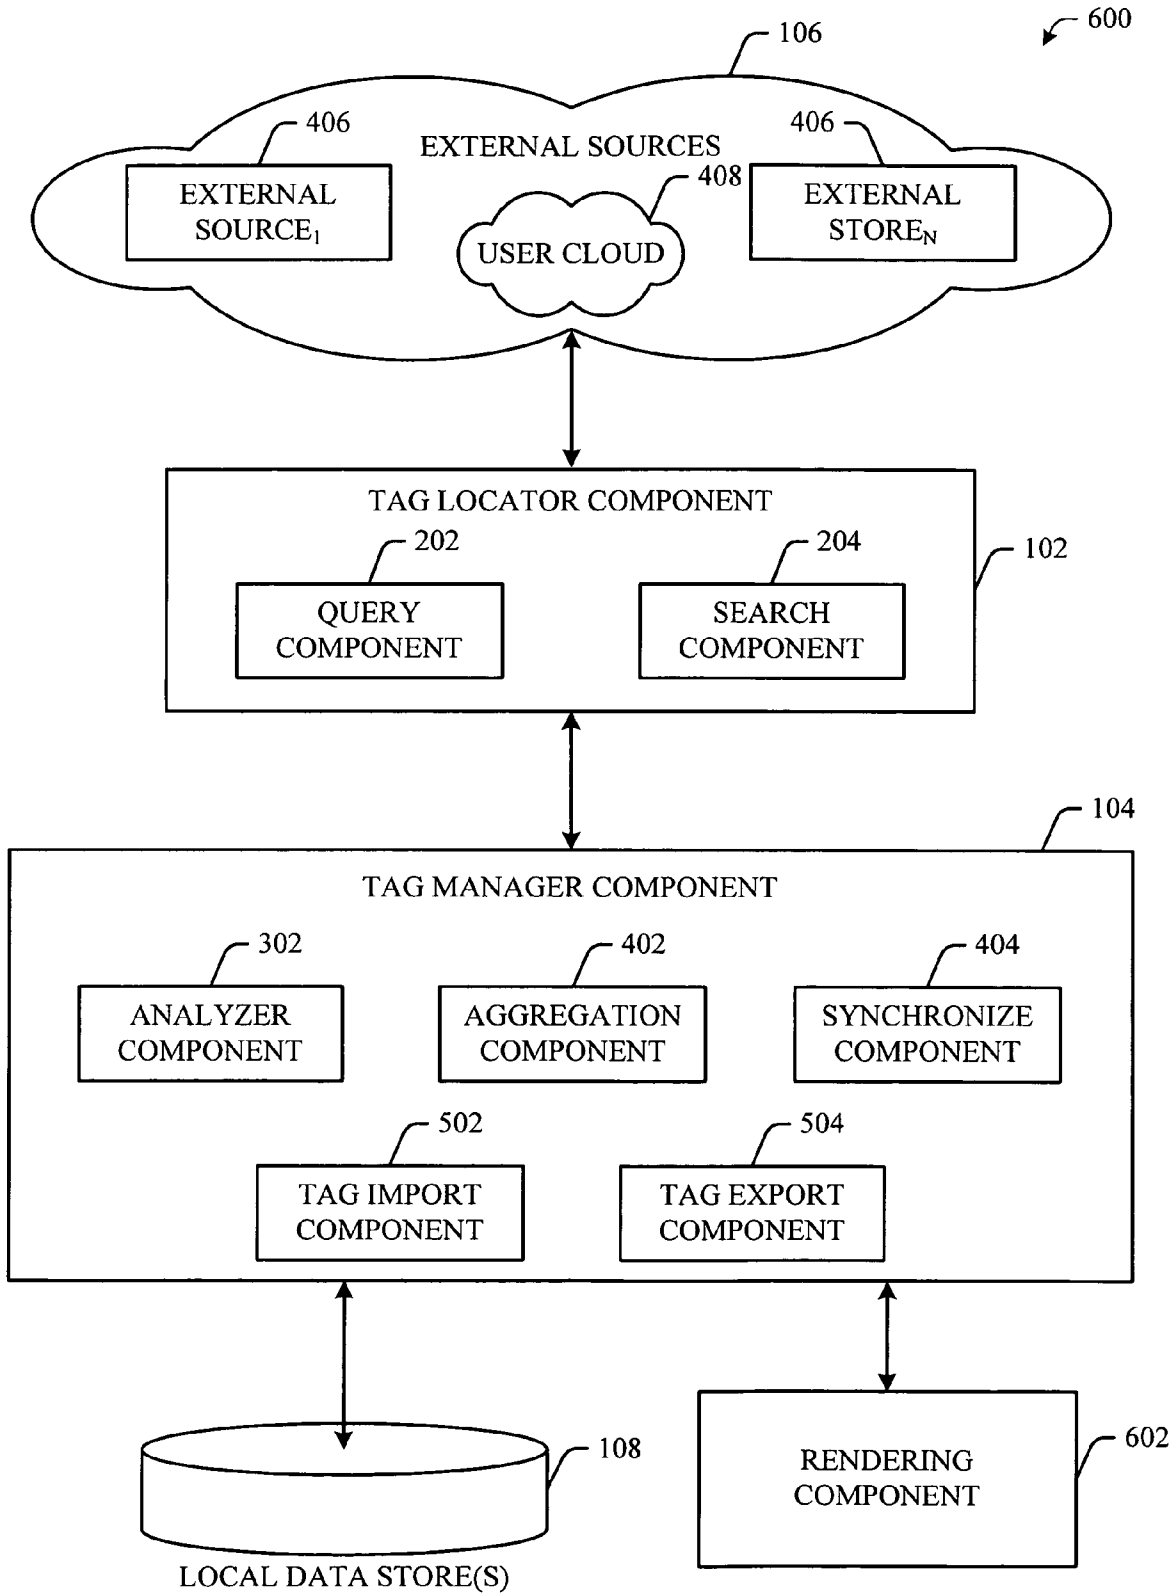 600
106
406
406
EXTERNAL SOURCES
EXTERNAL
SOURCE1
408
EXTERNAL
STOREN
USER CLOUD
TAG LOCATOR COMPONENT
202
204
102
QUERY
COMPONENT
SEARCH
COMPONENT
104
TAG MANAGER COMPONENT
302
402
404
ANALYZER
COMPONENT
AGGREGATION
COMPONENT
SYNCHRONIZE
COMPONENT
502
504
TAG IMPORT
COMPONENT
TAG EXPORT
COMPONENT
108
602
RENDERING
COMPONENT
LOCAL DATA STORE(S)